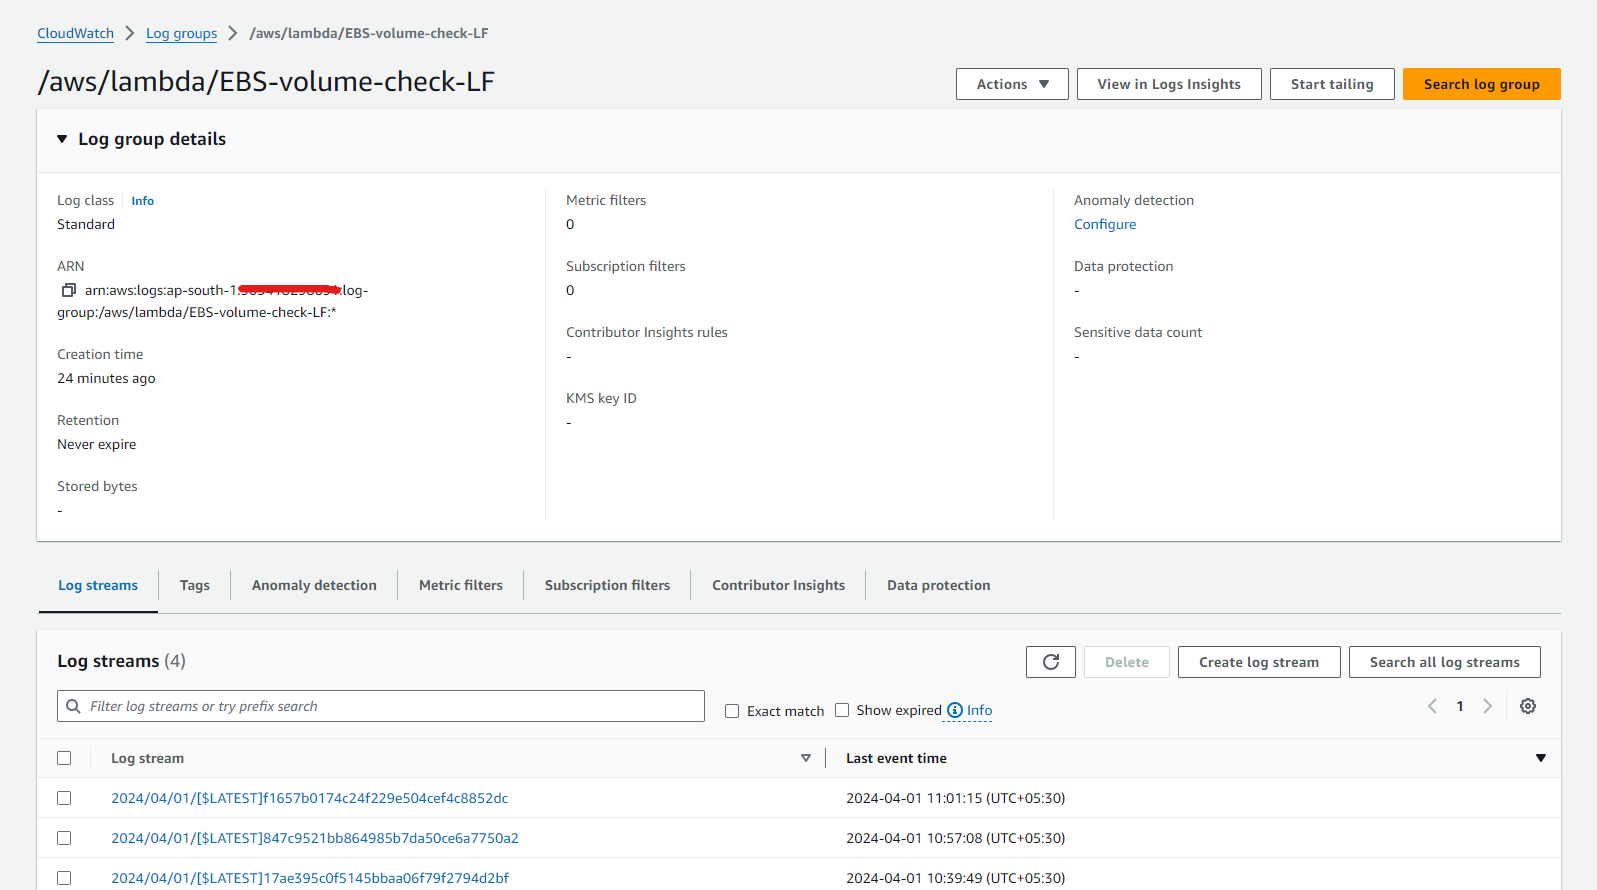 CloudWatch > Log groups > /aws/lambda/EBS-volume-check-LF
/aws/lambda/EBS-volume-check-LF
Actions ▼ View in Logs Insights Start tailing Search log group
▼ Log group details
Log class Info
Standard
ARN
arn:aws:logs:ap-south-1: :log-
group:/aws/lambda/EBS-volume-check-LF:*
Creation time
24 minutes ago
Retention
Never expire
Stored bytes
-
Metric filters
0
Subscription filters
0
Contributor Insights rules
-
KMS key ID
-
Anomaly detection
Configure
Data protection
-
Sensitive data count
-
Log streams Tags Anomaly detection Metric filters Subscription filters Contributor Insights Data protection
Log streams (4)
Delete Create log stream Search all log streams
Filter log streams or try prefix search Exact match Show expired Info 1
Log stream Last event time
2024/04/01/[$LATEST]f1657b0174c24f229e504cef4c8852dc 2024-04-01 11:01:15 (UTC+05:30)
2024/04/01/[$LATEST]847c9521bb864985b7da50ce6a7750a2 2024-04-01 10:57:08 (UTC+05:30)
2024/04/01/[$LATEST]17ae395c0f5145bbaa06f79f2794d2bf 2024-04-01 10:39:49 (UTC+05:30)